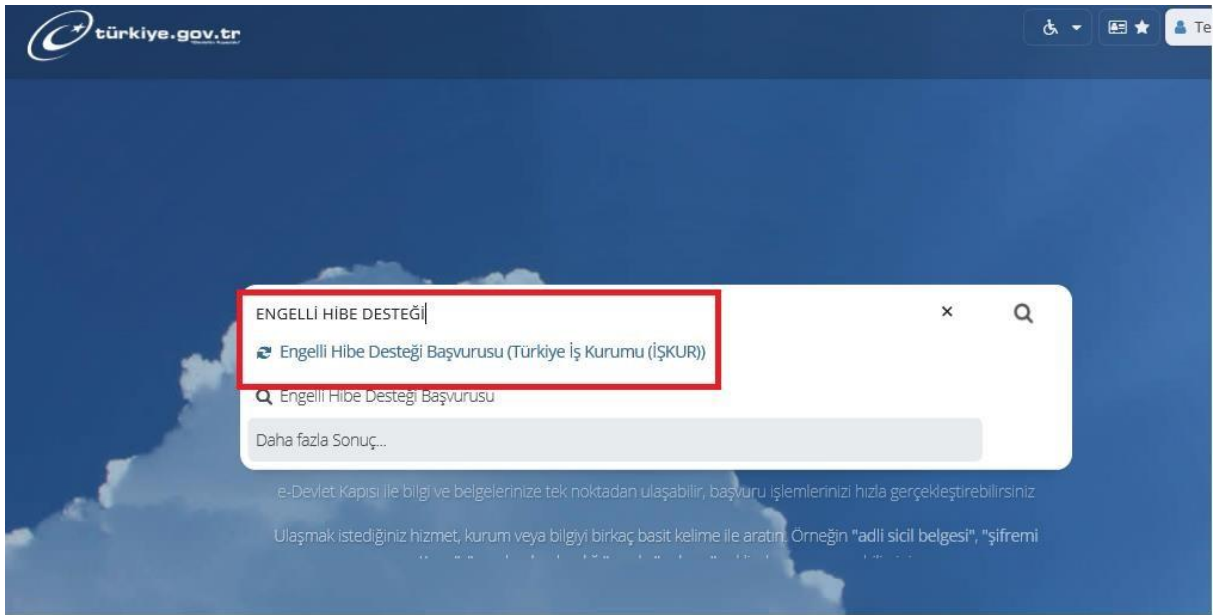 türkiye.gov.tr
Te
ENGELLİ HİBE DESTEĞİ
Engelli Hibe Desteği Başvurusu (Türkiye İş Kurumu (İŞKUR))
Engelli Hibe Desteği Başvurusu
Daha fazla Sonuç...
e-Devlet Kapısı ile bilgi ve belgelerinize tek noktadan ulaşabilir, başvuru işlemlerinizi hızla gerçekleştirebilirsiniz
Ulaşmak istediğiniz hizmet, kurum veya bilgiyi birkaç basit kelime ile aratın. Örneğin "adli sicil belgesi", "şifremi